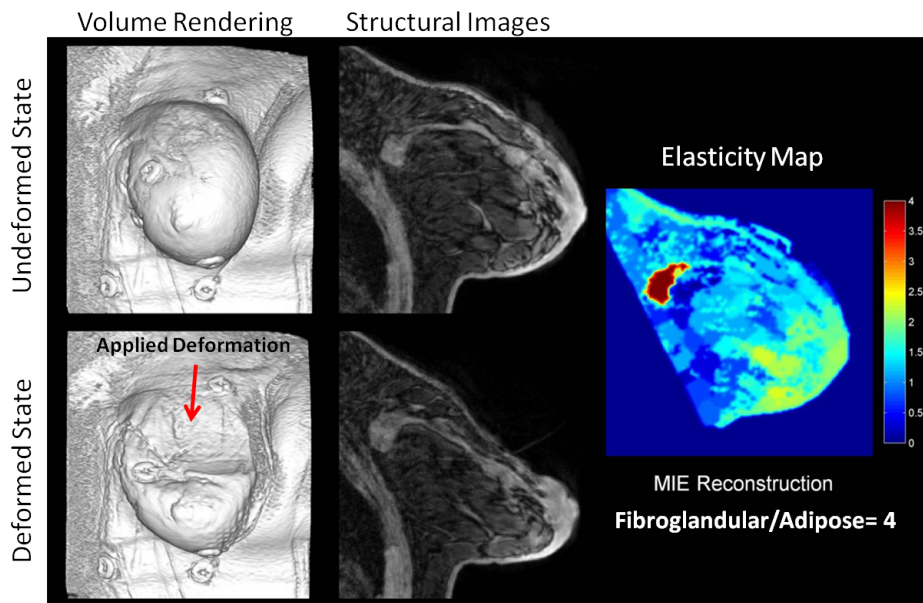 Volume Rendering
Structural Images
Undeformed State
Elasticity Map
4
3.5
3
2.5
2
1.5
1
0.5
0
Applied Deformation
Deformed State
MIE Reconstruction
Fibroglandular/Adipose= 4